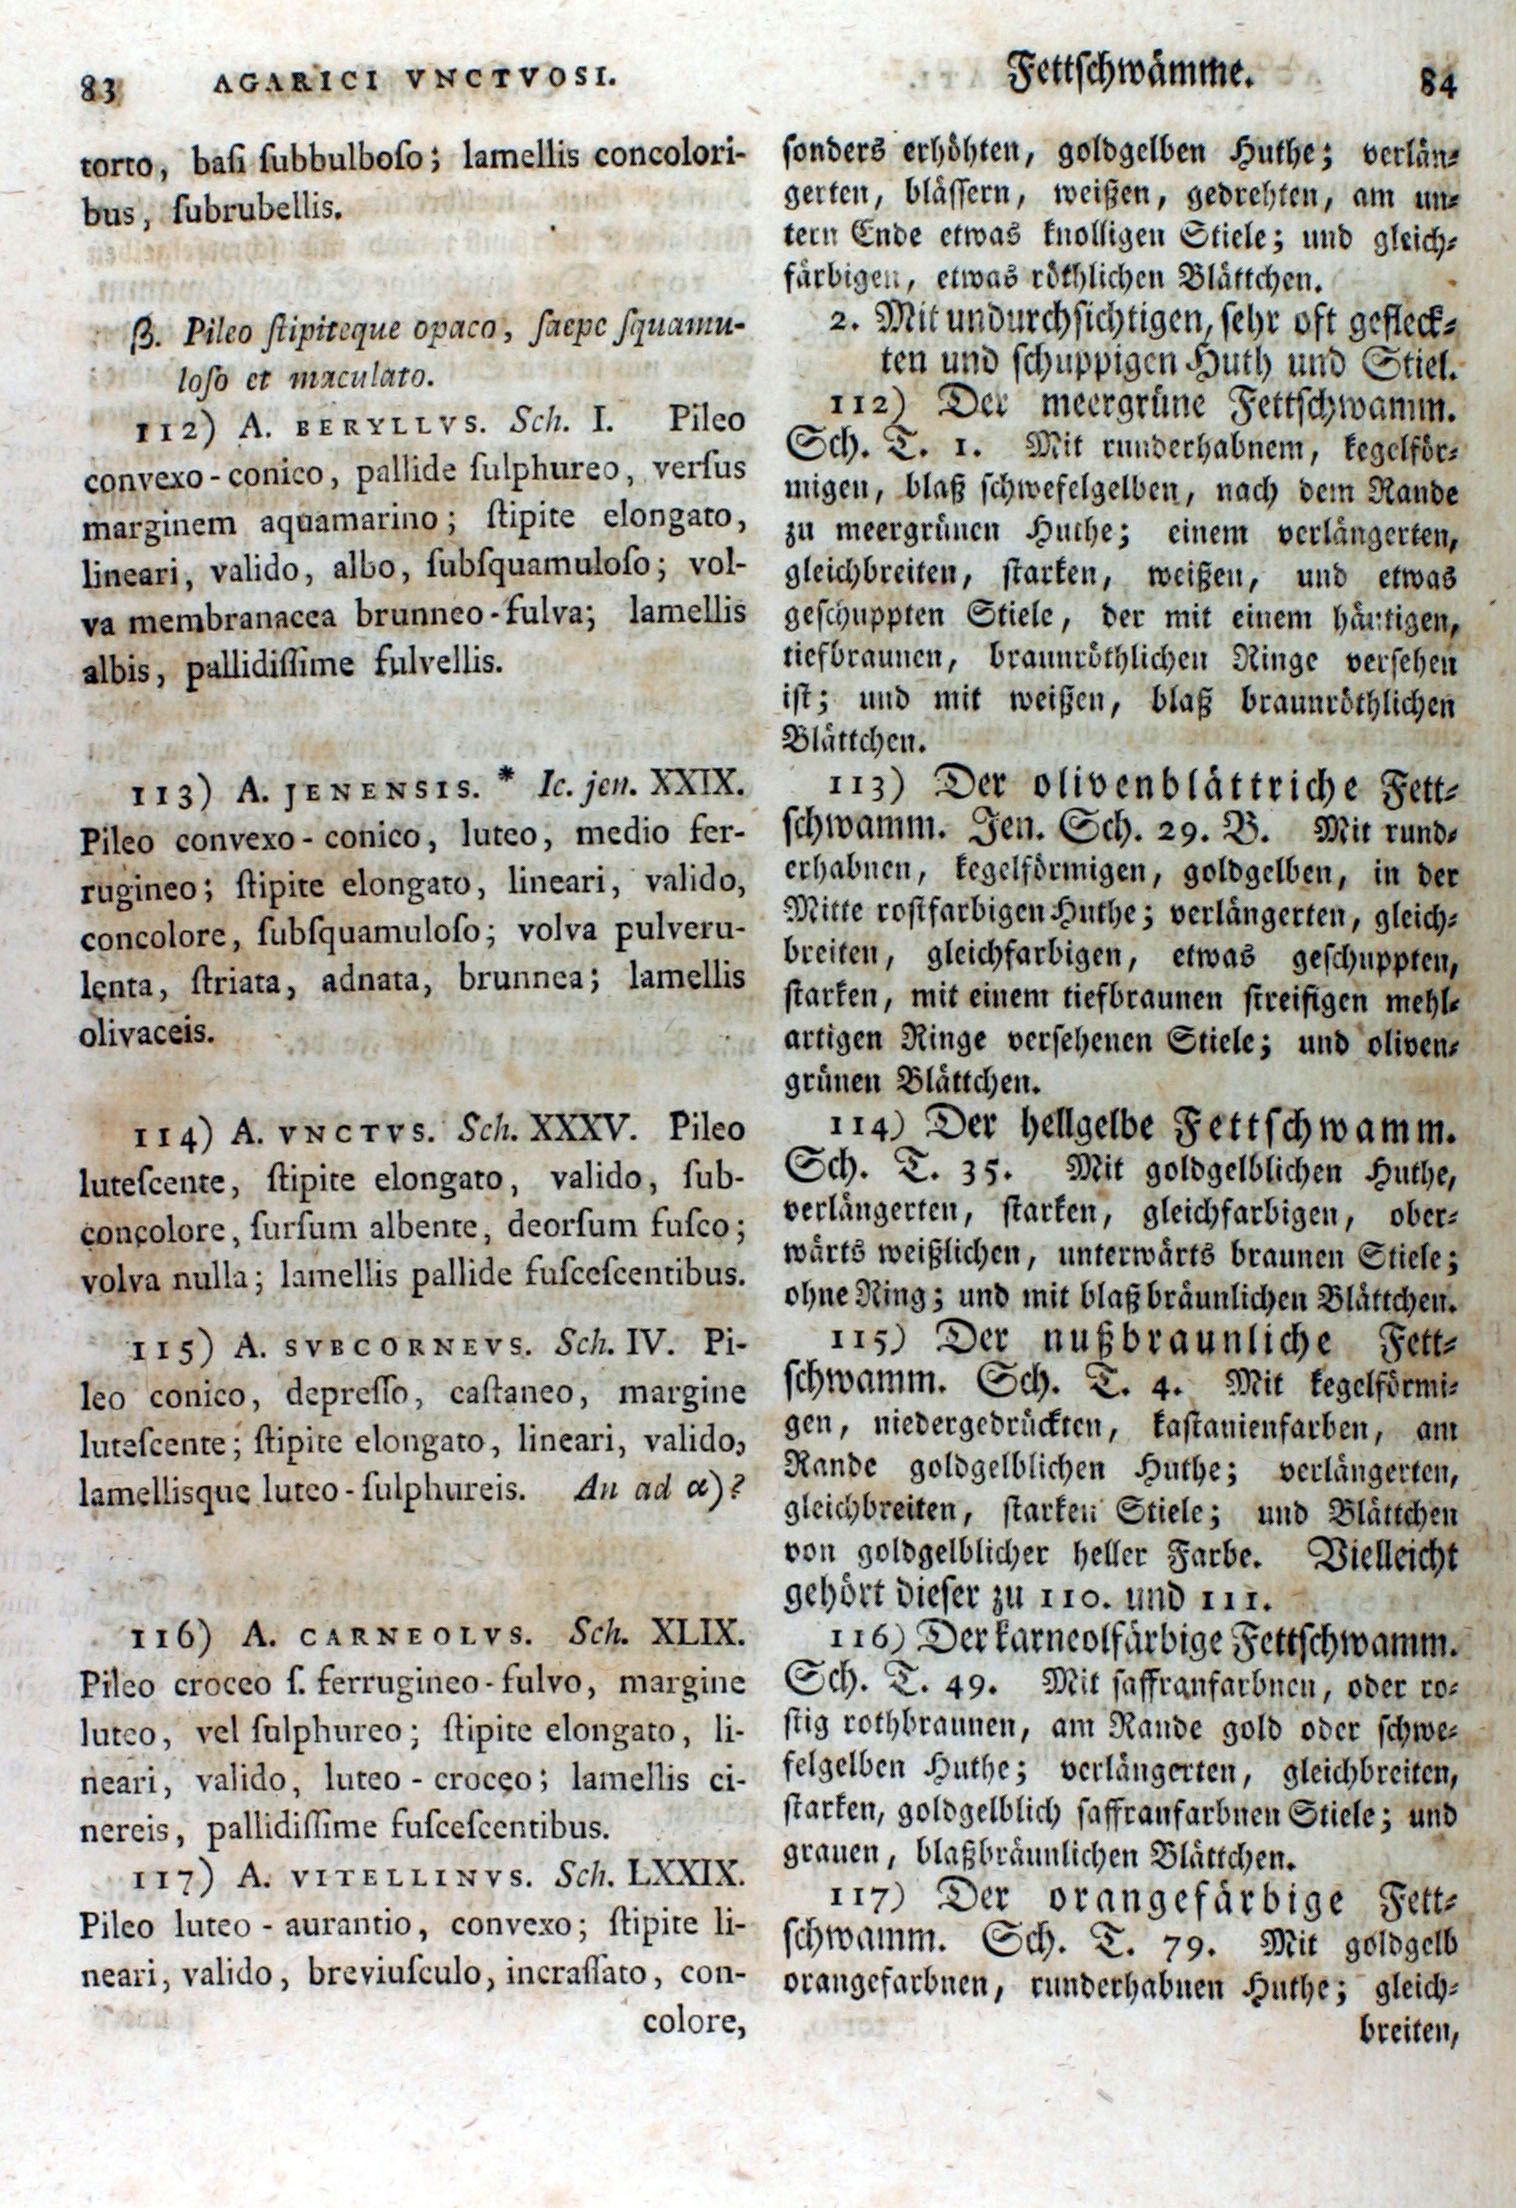 83 AGARICI VNCTVOSI.
torto, baſi ſubbulboſo; lamellis concolori-
bus, ſubrubellis.
β. Pileo ſtipiteque opaco, ſaepe ſquamu-
loſo et maculato.
112) A. BERYLLVS. Sch. I. Pileo
convexo-conico, pallide ſulphureo, verſus
marginem aquamarino; ſtipite elongato,
lineari, valido, albo, ſubſquamuloſo; vol-
va membranacea brunneo-fulva; lamellis
albis, pallidiſſime fulvellis.
113) A. JENENSIS. * Ic. jen. XXIX.
Pileo convexo-conico, luteo, medio fer-
rugineo; ſtipite elongato, lineari, valido,
concolore, ſubſquamuloſo; volva pulveru-
lenta, ſtriata, adnata, brunnea; lamellis
olivaceis.
114) A. VNCTVS. Sch. XXXV. Pileo
luteſcente, ſtipite elongato, valido, ſub-
concolore, ſurſum albente, deorſum fuſco;
volva nulla; lamellis pallide fuſceſcentibus.
115) A. SVBCORNEVS. Sch. IV. Pi-
leo conico, depreſſo, caſtaneo, margine
luteſcente; ſtipite elongato, lineari, valido,
lamellisque luteo-ſulphureis. An ad α)?
116) A. CARNEOLVS. Sch. XLIX.
Pileo croceo ſ. ferrugineo-fulvo, margine
luteo, vel ſulphureo; ſtipite elongato, li-
neari, valido, luteo-croceo; lamellis ci-
nereis, pallidiſſime fuſceſcentibus.
117) A. VITELLINVS. Sch. LXXIX.
Pileo luteo-aurantio, convexo; ſtipite li-
neari, valido, breviuſculo, incraſſato, con-
colore,
Fettſchwämme. 84
ſonders erhöhten, goldgelben Huthe; verlän-
gerten, bläſſern, weißen, gedrehten, am un-
tern Ende etwas knolligen Stiele; und gleich-
färbigen, etwas röthlichen Blättchen.
2. Mit undurchſichtigen, ſehr oft gefleck-
ten und ſchuppigen Huth und Stiel.
112) Der meergrüne Fettſchwamm.
Sch. T. 1. Mit runderhabnem, kegelför-
migen, blaß ſchwefelgelben, nach dem Rande
zu meergrünen Huthe; einem verlängerten,
gleichbreiten, ſtarken, weißen, und etwas
geſchuppten Stiele, der mit einem häutigen,
tiefbraunen, braunröthlichen Ringe verſehen
iſt; und mit weißen, blaß braunröthlichen
Blättchen.
113) Der olivenblättriche Fett-
ſchwamm. Jen. Sch. 29. B. Mit rund-
erhabnen, kegelförmigen, goldgelben, in der
Mitte roſtfarbigen Huthe; verlängerten, gleich-
breiten, gleichfarbigen, etwas geſchuppten,
ſtarken, mit einem tiefbraunen ſtreifigen mehl-
artigen Ringe verſehenen Stiele; und oliven-
grünen Blättchen.
114) Der hellgelbe Fettſchwamm.
Sch. T. 35. Mit goldgelblichen Huthe,
verlängerten, ſtarken, gleichfarbigen, ober-
wärts weißlichen, unterwärts braunen Stiele;
ohne Ring; und mit blaß bräunlichen Blättchen.
115) Der nußbraunliche Fett-
ſchwamm. Sch. T. 4. Mit kegelförmi-
gen, niedergedrückten, kaſtanienfarben, am
Rande goldgelblichen Huthe; verlängerten,
gleichbreiten, ſtarken Stiele; und Blättchen
von goldgelblicher heller Farbe. Vielleicht
gehört dieſer zu 110. und 111.
116) Der karneolfärbige Fettſchwamm.
Sch. T. 49. Mit ſaffranfarbnen, oder ro-
ſtig rothbraunen, am Rande gold oder ſchwe-
felgelben Huthe; verlängerten, gleichbreiten,
ſtarken, goldgelblich ſaffranfarbnen Stiele; und
grauen, blaßbräunlichen Blättchen.
117) Der orangefärbige Fett-
ſchwamm. Sch. T. 79. Mit goldgelb
orangefarbnen, runderhabnen Huthe; gleich-
breiten,